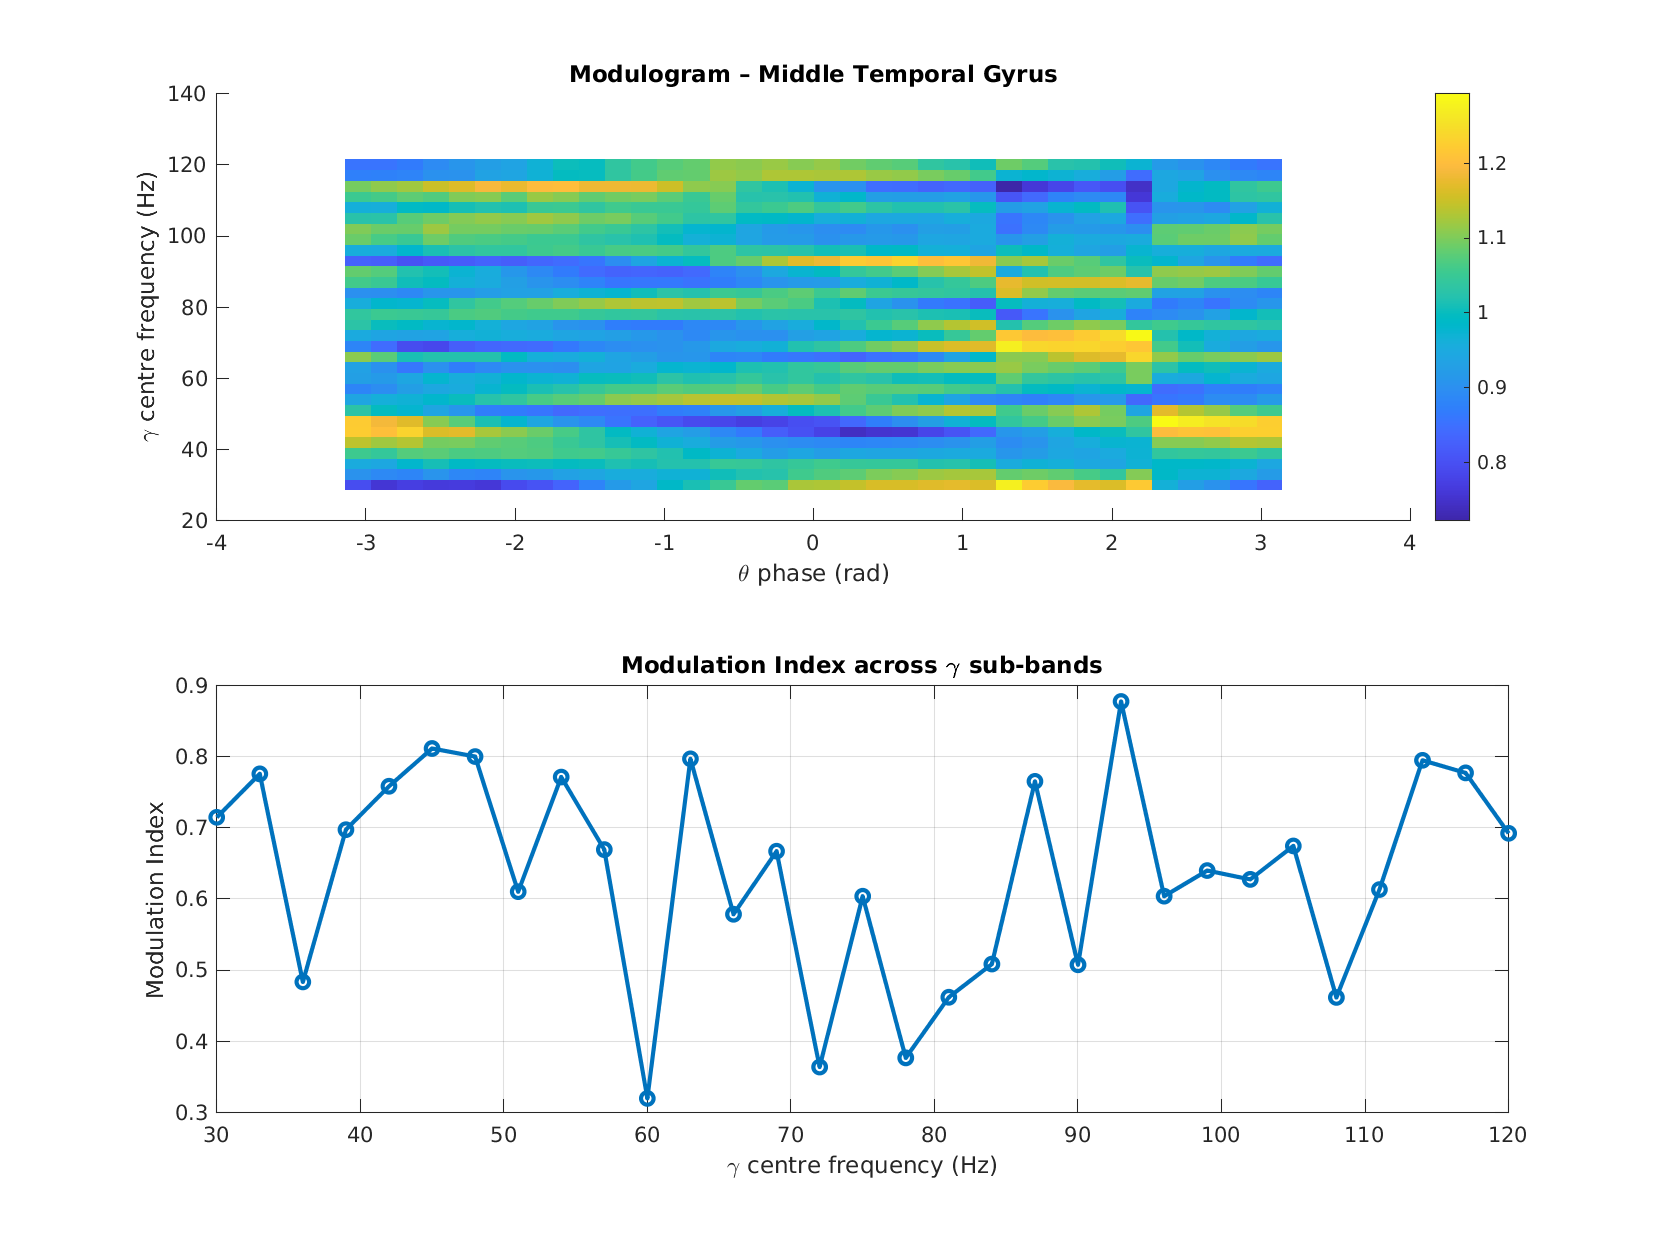 Modulogram – Middle Temporal Gyrus
140
120
100
80
60
40
20
γ centre frequency (Hz)
-4 -3 -2 -1 0 1 2 3 4
θ phase (rad)
1.2
1.1
1
0.9
0.8
Modulation Index across γ sub-bands
0.9
0.8
0.7
0.6
0.5
0.4
0.3
Modulation Index
30 40 50 60 70 80 90 100 110 120
γ centre frequency (Hz)